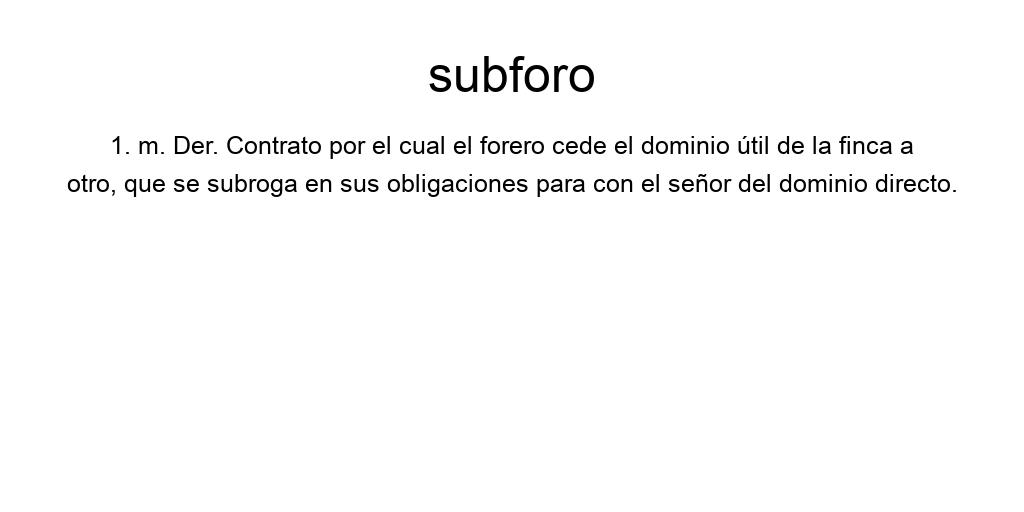 subforo
1. m. Der. Contrato por el cual el forero cede el dominio útil de la finca a
otro, que se subroga en sus obligaciones para con el señor del dominio directo.